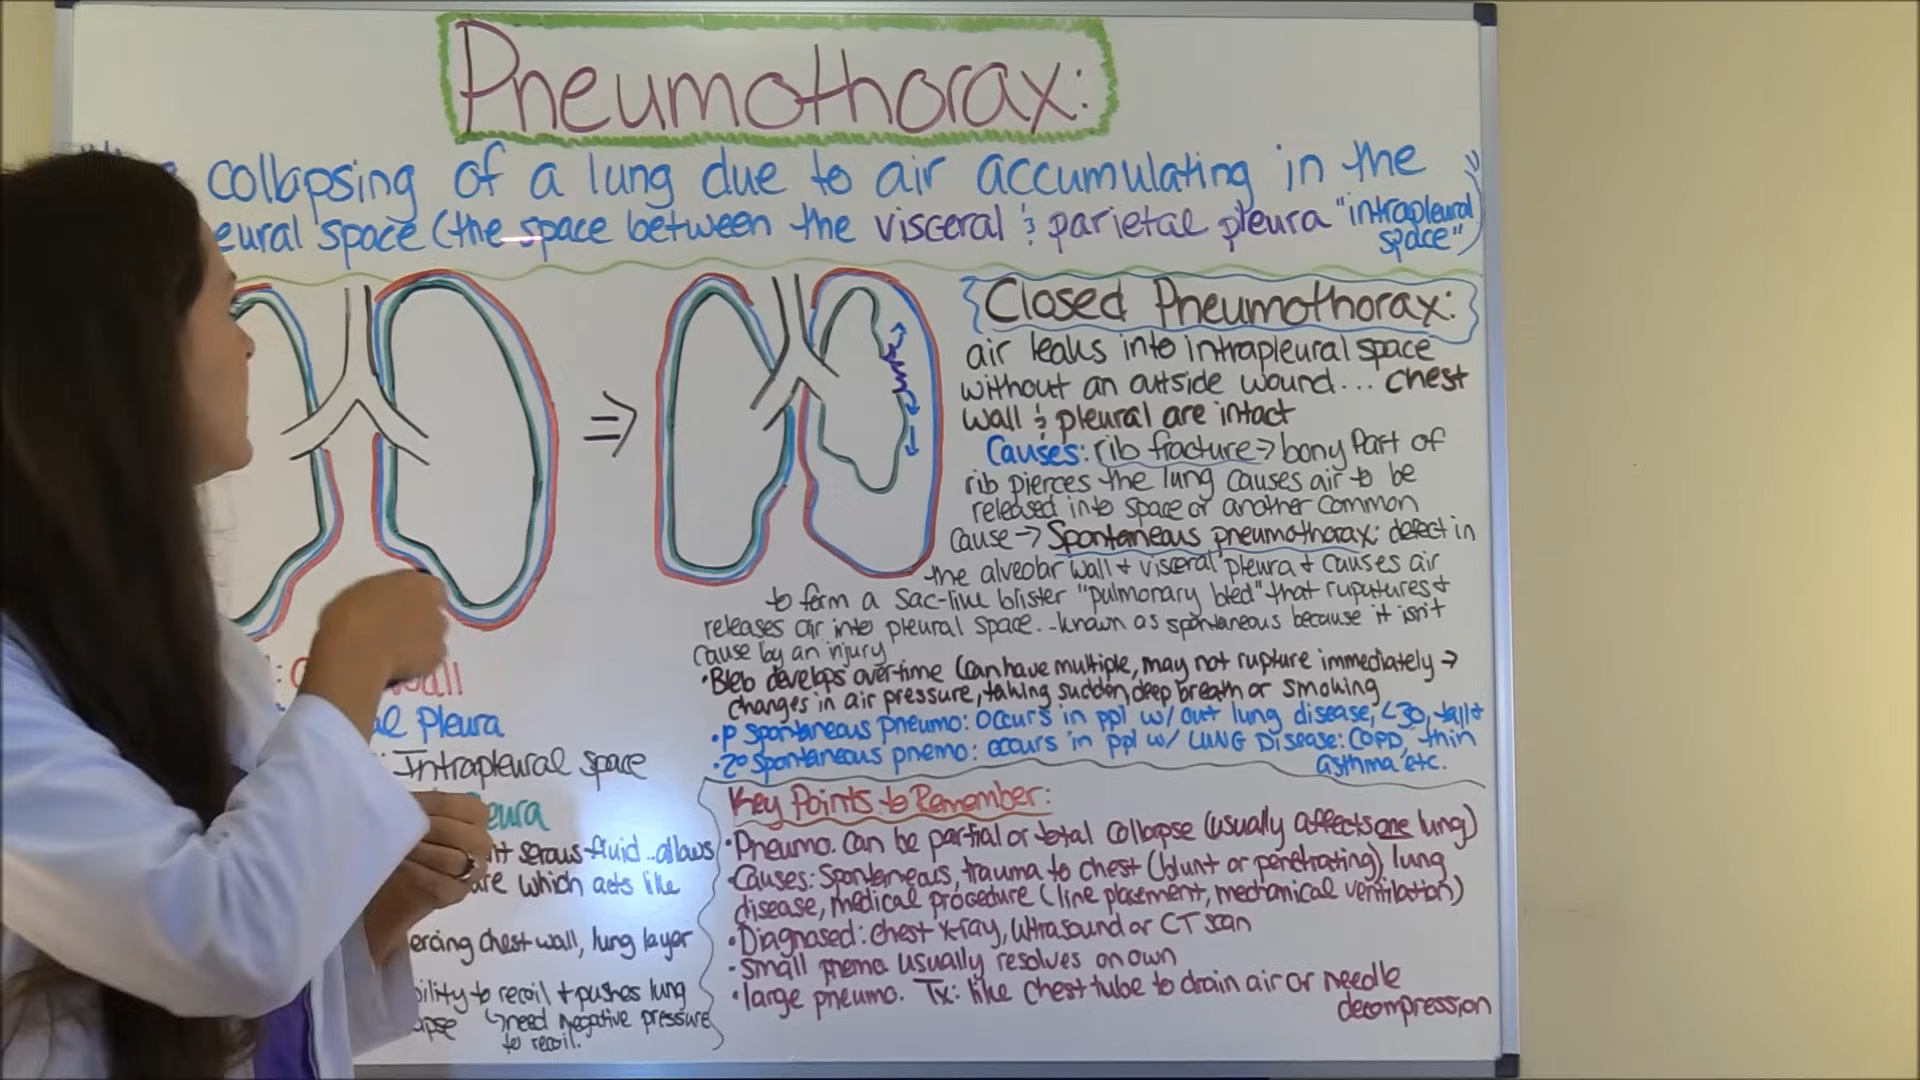 Pneumothorax:
collapsing of a lung due to air accumulating in the
eural space (the space between the visceral & parietal pleura "intrapleural
space")
Closed Pneumothorax:
air leaks into intrapleural space
without an outside wound... chest
wall & pleural are intact
Causes: rib fracture → bony part of
rib pierces the lung causes air to be
released into space or another common
cause → Spontaneous pneumothorax: defect in
the alveolar wall + visceral pleura + causes air
to form a sac-like blister "pulmonary bleb" that ruputures +
releases air into pleural space... known as spontaneous because it isn't
cause by an injury
• Bleb develops over-time (can have multiple, may not rupture immediately →
changes in air pressure, taking sudden deep breath or smoking
• P spontaneous pneumo: occurs in ppl w/out lung disease, <30, tall +
thin
• 2° spontaneous pnemo: occurs in ppl w/ LUNG Disease: COPD,
asthma etc.
all
al Pleura
: Intrapleural space
eura
nt serous fluid..allows
are which acts like
ercing chest wall, lung layer
bility to recoil + pushes lung
apse ↳need negative pressure
to recoil.
Key Points to Remember:
• Pneumo. can be partial or total collapse (usually affects one lung)
• Causes: Spontaneous, trauma to chest (blunt or penetrating), lung
disease, medical procedure (line placement, mechanical ventilation)
• Diagnosed: chest x-ray, ultrasound or CT scan
• small pnemo usually resolves on own
• large pneumo. Tx: like chest tube to drain air or needle
decompression